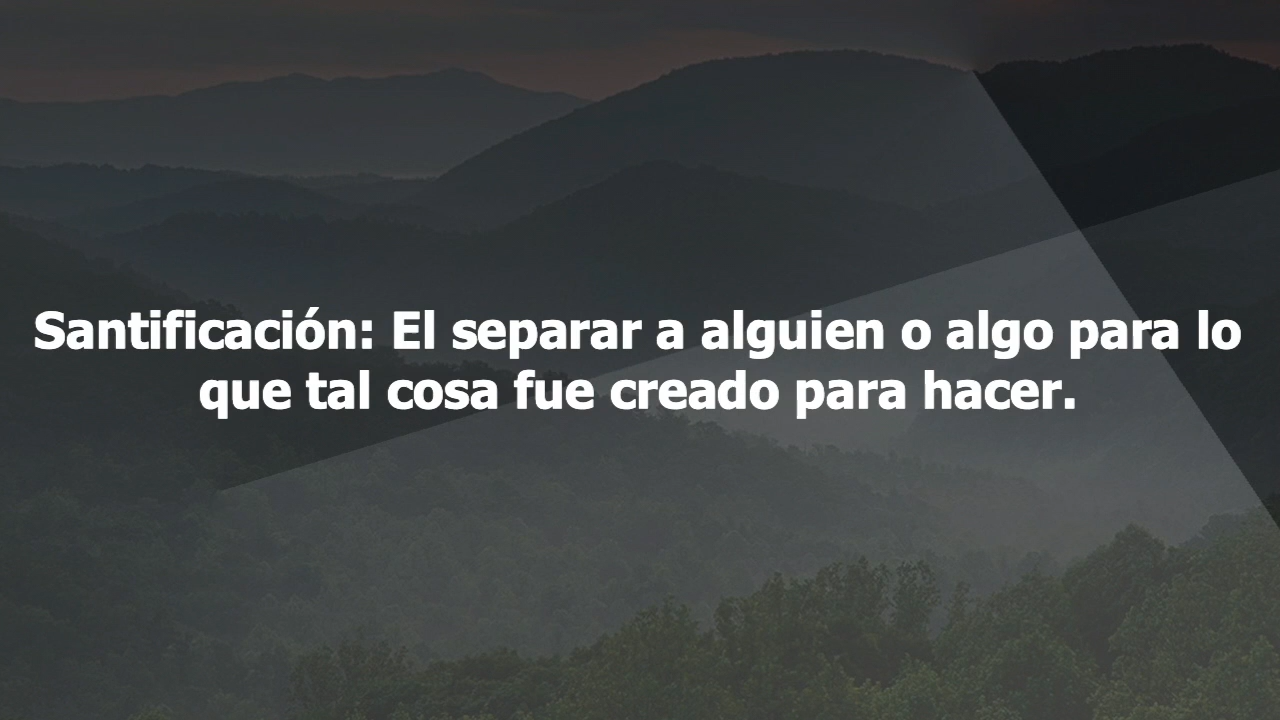 Santificación: El separar a alguien o algo para lo
que tal cosa fue creado para hacer.